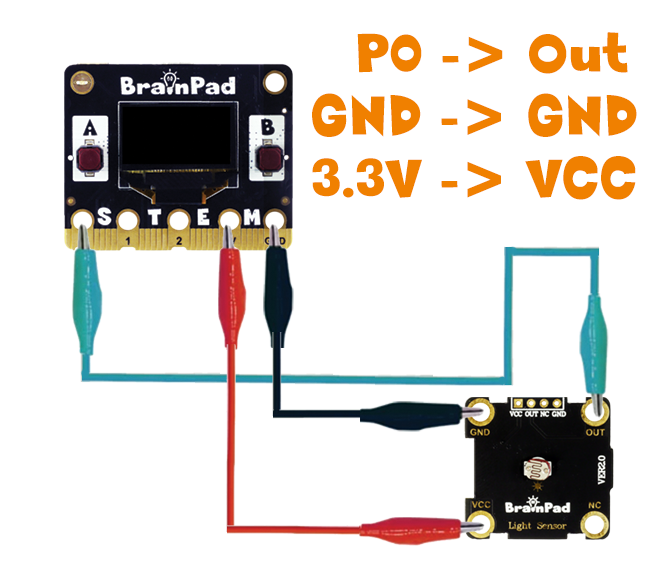 P0 -> Out
GND -> GND
3.3V -> VCC
BrainPad
A
B
S T E M
1 2
GND
VCC OUT NC GND
GND
OUT
VER2.0
VCC
NC
BrainPad
Light Sensor